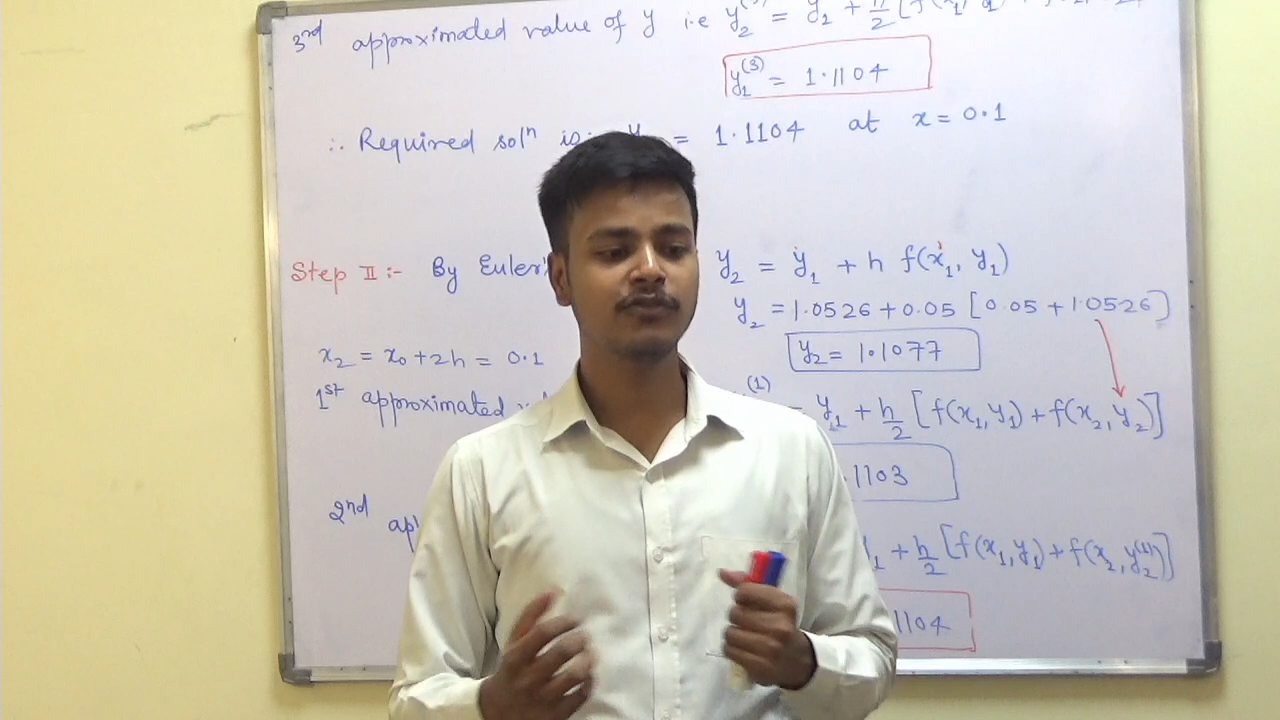 3rd approximated value of y i.e y₂⁽³⁾ = y₂ + h/2 [f(x₁,
y₁⁽³⁾ = 1.1104
∴ Required solⁿ is:- = 1.1104 at x = 0.1
Step II:- By Euler's y₂ = y₁ + h f(x₁, y₁)
y₂ = 1.0526 + 0.05 [0.05 + 1.0526]
y₂ = 1.1077
x₂ = x₀ + 2h = 0.1
1st approximated (1) = y₁ + h/2 [f(x₁, y₁) + f(x₂, y₂)]
.1103
2nd + h/2 [f(x₁, y₁) + f(x₂, y₂⁽¹⁾)]
1104